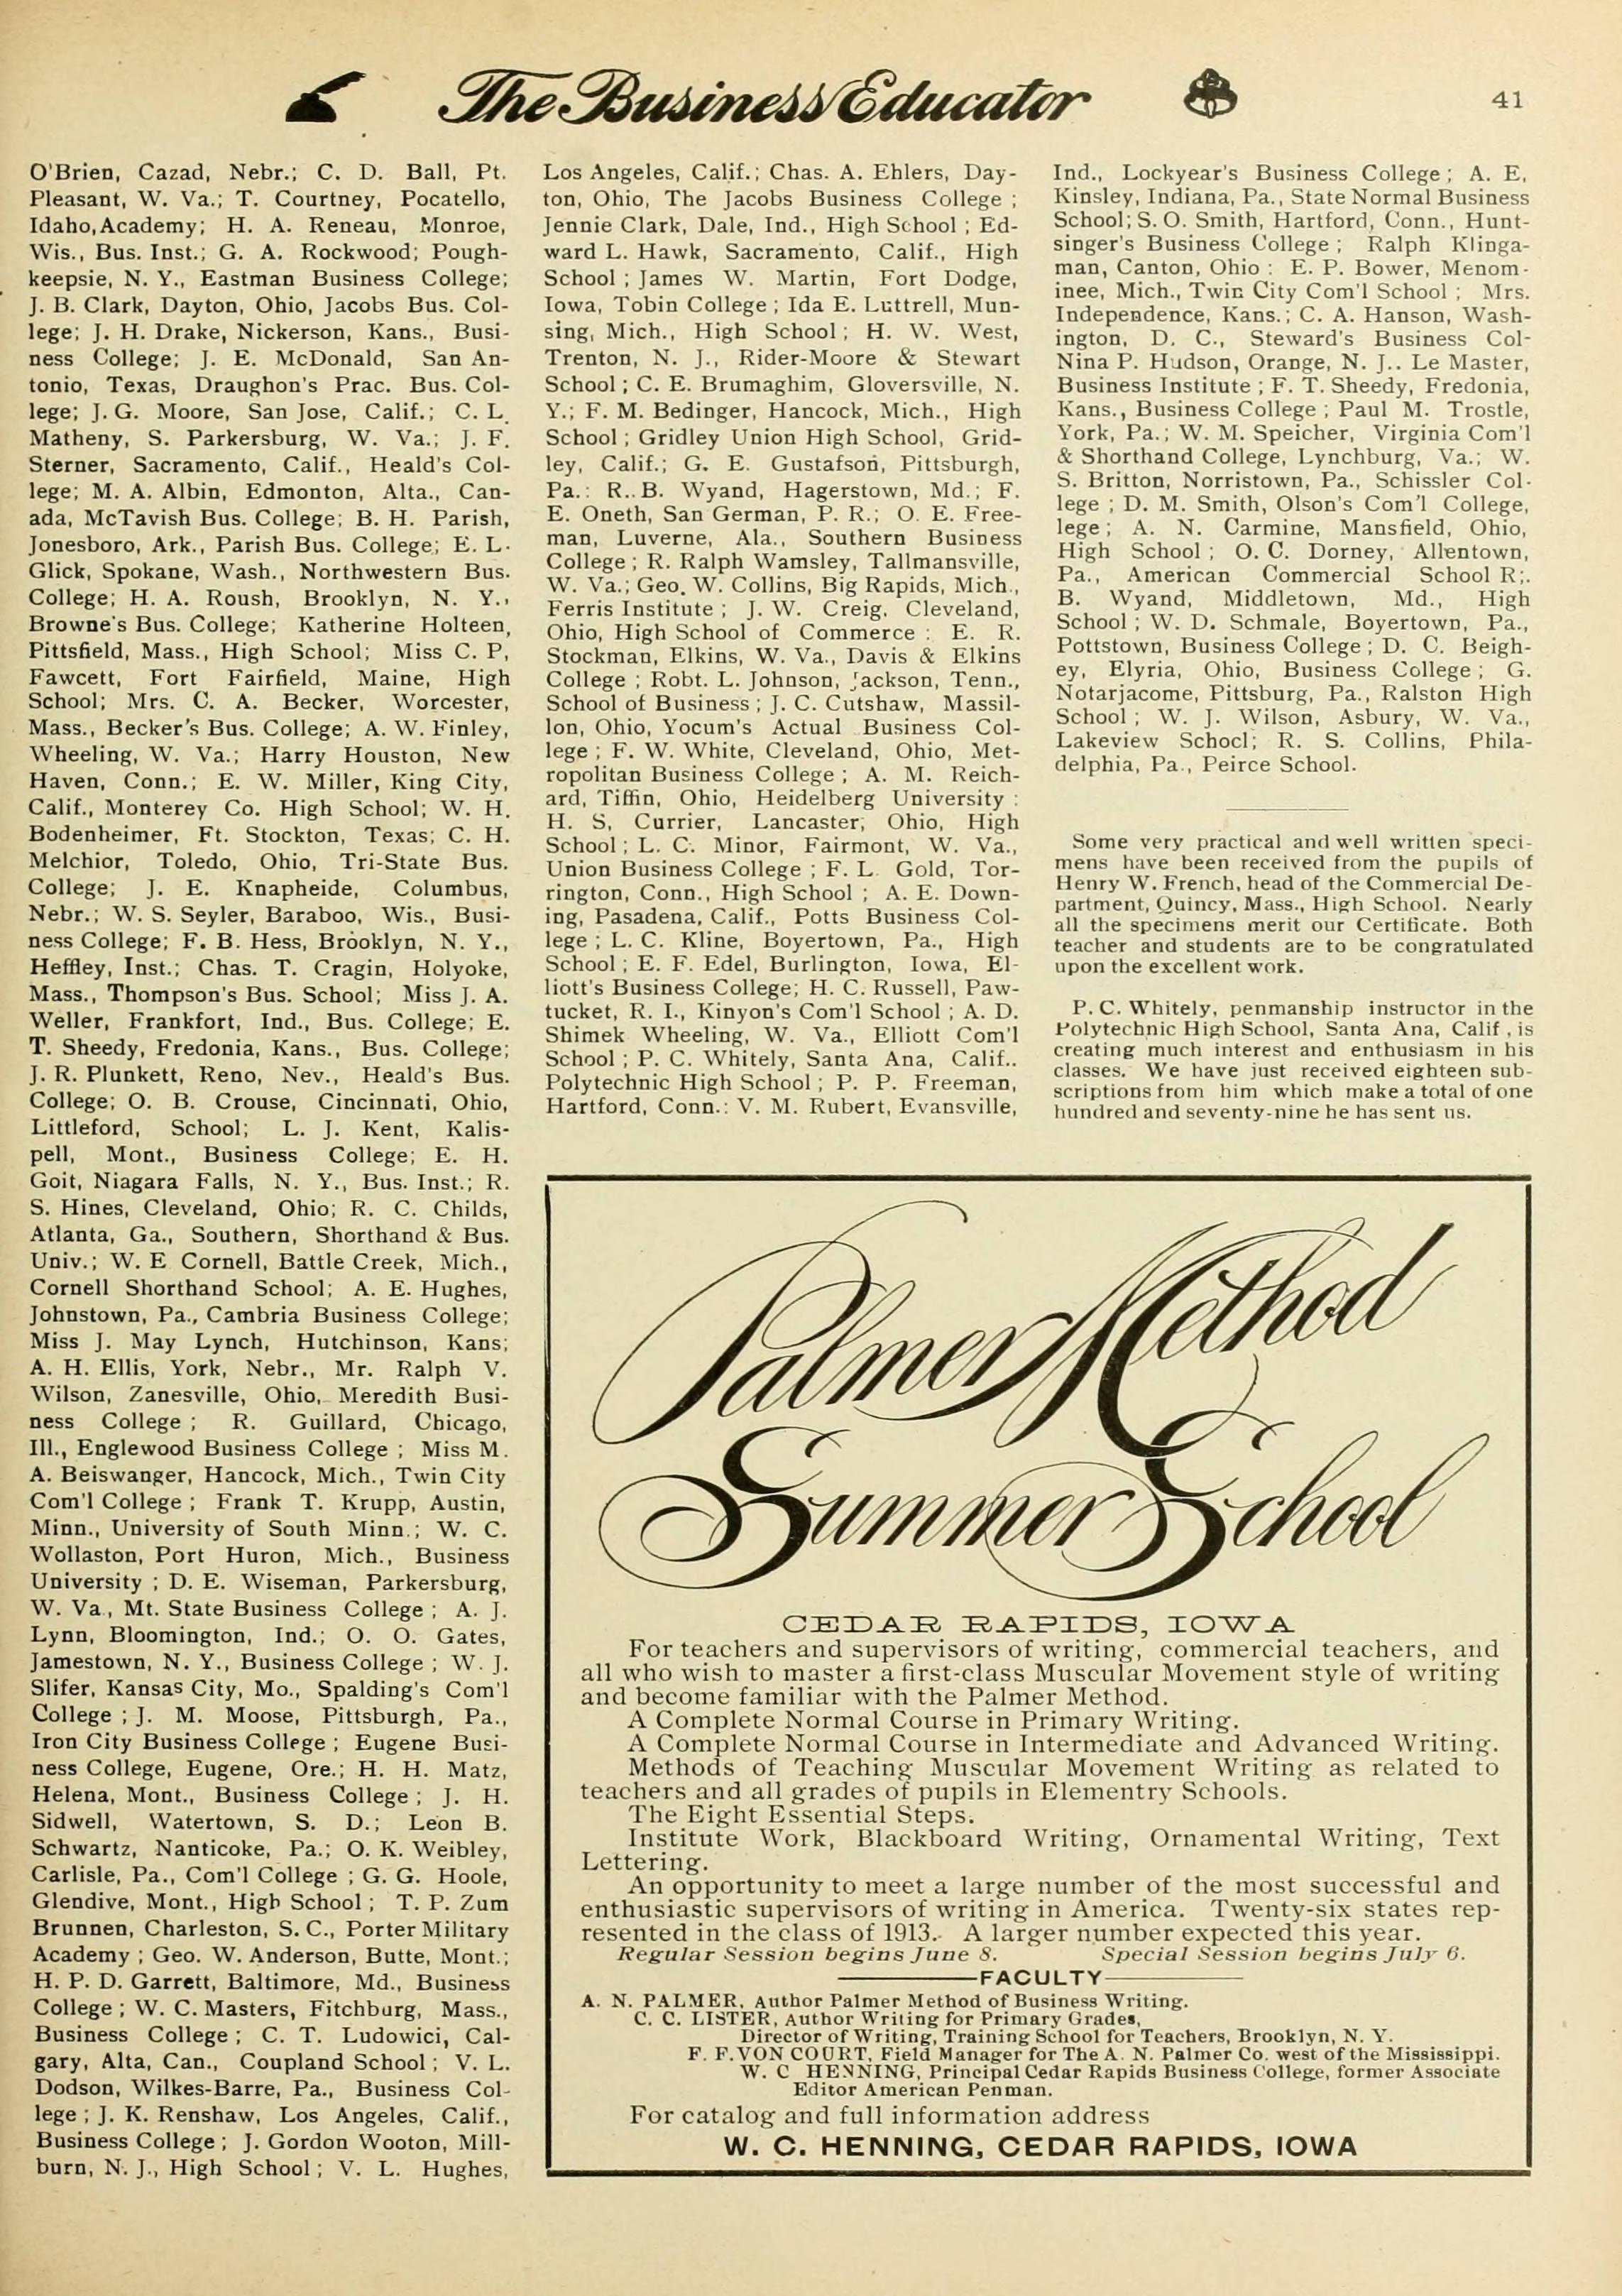 The Business Educator
41
O'Brien, Cazad, Nebr.; C. D. Ball, Pt.
Pleasant, W. Va.; T. Courtney, Pocatello,
Idaho, Academy; H. A. Reneau, Monroe,
Wis., Bus. Inst.; G. A. Rockwood; Pough-
keepsie, N. Y., Eastman Business College;
J. B. Clark, Dayton, Ohio, Jacobs Bus. Col-
lege; J. H. Drake, Nickerson, Kans., Busi-
ness College; J. E. McDonald, San An-
tonio, Texas, Draughon's Prac. Bus. Col-
lege; J. G. Moore, San Jose, Calif.; C. L.
Matheny, S. Parkersburg, W. Va.; J. F.
Sterner, Sacramento, Calif., Heald's Col-
lege; M. A. Albin, Edmonton, Alta., Can-
ada, McTavish Bus. College; B. H. Parish,
Jonesboro, Ark., Parish Bus. College; E. L.
Glick, Spokane, Wash., Northwestern Bus.
College; H. A. Roush, Brooklyn, N. Y.,
Browne's Bus. College; Katherine Holteen,
Pittsfield, Mass., High School; Miss C. P,
Fawcett, Fort Fairfield, Maine, High
School; Mrs. C. A. Becker, Worcester,
Mass., Becker's Bus. College; A. W. Finley,
Wheeling, W. Va.; Harry Houston, New
Haven, Conn.; E. W. Miller, King City,
Calif., Monterey Co. High School; W. H.
Bodenheimer, Ft. Stockton, Texas; C. H.
Melchior, Toledo, Ohio, Tri-State Bus.
College; J. E. Knapheide, Columbus,
Nebr.; W. S. Seyler, Baraboo, Wis., Busi-
ness College; F. B. Hess, Brooklyn, N. Y.,
Heffley, Inst.; Chas. T. Cragin, Holyoke,
Mass., Thompson's Bus. School; Miss J. A.
Weller, Frankfort, Ind., Bus. College; E.
T. Sheedy, Fredonia, Kans., Bus. College;
J. R. Plunkett, Reno, Nev., Heald's Bus.
College; O. B. Crouse, Cincinnati, Ohio,
Littleford, School; L. J. Kent, Kalis-
pell, Mont., Business College; E. H.
Goit, Niagara Falls, N. Y., Bus. Inst.; R.
S. Hines, Cleveland, Ohio; R. C. Childs,
Atlanta, Ga., Southern, Shorthand & Bus.
Univ.; W. E Cornell, Battle Creek, Mich.,
Cornell Shorthand School; A. E. Hughes,
Johnstown, Pa., Cambria Business College;
Miss J. May Lynch, Hutchinson, Kans;
A. H. Ellis, York, Nebr., Mr. Ralph V.
Wilson, Zanesville, Ohio, Meredith Busi-
ness College ; R. Guillard, Chicago,
Ill., Englewood Business College ; Miss M.
A. Beiswanger, Hancock, Mich., Twin City
Com'l College ; Frank T. Krupp, Austin,
Minn., University of South Minn.; W. C.
Wollaston, Port Huron, Mich., Business
University ; D. E. Wiseman, Parkersburg,
W. Va., Mt. State Business College ; A. J.
Lynn, Bloomington, Ind.; O. O. Gates,
Jamestown, N. Y., Business College ; W. J.
Slifer, Kansas City, Mo., Spalding's Com'l
College ; J. M. Moose, Pittsburgh, Pa.,
Iron City Business College ; Eugene Busi-
ness College, Eugene, Ore.; H. H. Matz,
Helena, Mont., Business College ; J. H.
Sidwell, Watertown, S. D.; Leon B.
Schwartz, Nanticoke, Pa.; O. K. Weibley,
Carlisle, Pa., Com'l College ; G. G. Hoole,
Glendive, Mont., High School ; T. P. Zum
Brunnen, Charleston, S. C., Porter Military
Academy ; Geo. W. Anderson, Butte, Mont.;
H. P. D. Garrett, Baltimore, Md., Business
College ; W. C. Masters, Fitchburg, Mass.,
Business College ; C. T. Ludowici, Cal-
gary, Alta, Can., Coupland School ; V. L.
Dodson, Wilkes-Barre, Pa., Business Col-
lege ; J. K. Renshaw, Los Angeles, Calif.,
Business College ; J. Gordon Wooton, Mill-
burn, N. J., High School ; V. L. Hughes,
Los Angeles, Calif.; Chas. A. Ehlers, Day-
ton, Ohio, The Jacobs Business College ;
Jennie Clark, Dale, Ind., High School ; Ed-
ward L. Hawk, Sacramento, Calif., High
School ; James W. Martin, Fort Dodge,
Iowa, Tobin College ; Ida E. Luttrell, Mun-
sing, Mich., High School ; H. W. West,
Trenton, N. J., Rider-Moore & Stewart
School ; C. E. Brumaghim, Gloversville, N.
Y.; F. M. Bedinger, Hancock, Mich., High
School ; Gridley Union High School, Grid-
ley, Calif.; G. E. Gustafson, Pittsburgh,
Pa.: R. B. Wyand, Hagerstown, Md.; F.
E. Oneth, San German, P. R.; O. E. Free-
man, Luverne, Ala., Southern Business
College ; R. Ralph Wamsley, Tallmansville,
W. Va.; Geo. W. Collins, Big Rapids, Mich.,
Ferris Institute ; J. W. Creig, Cleveland,
Ohio, High School of Commerce : E. R.
Stockman, Elkins, W. Va., Davis & Elkins
College ; Robt. L. Johnson, Jackson, Tenn.,
School of Business ; J. C. Cutshaw, Massil-
lon, Ohio, Yocum's Actual Business Col-
lege ; F. W. White, Cleveland, Ohio, Met-
ropolitan Business College ; A. M. Reich-
ard, Tiffin, Ohio, Heidelberg University :
H. S, Currier, Lancaster, Ohio, High
School ; L. C. Minor, Fairmont, W. Va.,
Union Business College ; F. L. Gold, Tor-
rington, Conn., High School ; A. E. Down-
ing, Pasadena, Calif., Potts Business Col-
lege ; L. C. Kline, Boyertown, Pa., High
School ; E. F. Edel, Burlington, Iowa, El-
liott's Business College; H. C. Russell, Paw-
tucket, R. I., Kinyon's Com'l School ; A. D.
Shimek Wheeling, W. Va., Elliott Com'l
School ; P. C. Whitely, Santa Ana, Calif..
Polytechnic High School ; P. P. Freeman,
Hartford, Conn.: V. M. Rubert, Evansville,
Ind., Lockyear's Business College ; A. E,
Kinsley, Indiana, Pa., State Normal Business
School; S. O. Smith, Hartford, Conn., Hunt-
singer's Business College ; Ralph Klinga-
man, Canton, Ohio : E. P. Bower, Menom-
inee, Mich., Twin City Com'l School ; Mrs.
Independence, Kans.; C. A. Hanson, Wash-
ington, D. C., Steward's Business Col-
Nina P. Hudson, Orange, N. J.. Le Master,
Business Institute ; F. T. Sheedy, Fredonia,
Kans., Business College ; Paul M. Trostle,
York, Pa.; W. M. Speicher, Virginia Com'l
& Shorthand College, Lynchburg, Va.; W.
S. Britton, Norristown, Pa., Schissler Col-
lege ; D. M. Smith, Olson's Com'l College,
lege ; A. N. Carmine, Mansfield, Ohio,
High School ; O. C. Dorney, Allentown,
Pa., American Commercial School R;.
B. Wyand, Middletown, Md., High
School ; W. D. Schmale, Boyertown, Pa.,
Pottstown, Business College ; D. C. Beigh-
ey, Elyria, Ohio, Business College ; G.
Notarjacome, Pittsburg, Pa., Ralston High
School ; W. J. Wilson, Asbury, W. Va.,
Lakeview School; R. S. Collins, Phila-
delphia, Pa., Peirce School.
Some very practical and well written speci-
mens have been received from the pupils of
Henry W. French, head of the Commercial De-
partment, Quincy, Mass., High School. Nearly
all the specimens merit our Certificate. Both
teacher and students are to be congratulated
upon the excellent work.
P. C. Whitely, penmanship instructor in the
Polytechnic High School, Santa Ana, Calif., is
creating much interest and enthusiasm in his
classes. We have just received eighteen sub-
scriptions from him which make a total of one
hundred and seventy-nine he has sent us.
Palmer Method
Summer School
CEDAR RAPIDS, IOWA
For teachers and supervisors of writing, commercial teachers, and
all who wish to master a first-class Muscular Movement style of writing
and become familiar with the Palmer Method.
A Complete Normal Course in Primary Writing.
A Complete Normal Course in Intermediate and Advanced Writing.
Methods of Teaching Muscular Movement Writing as related to
teachers and all grades of pupils in Elementry Schools.
The Eight Essential Steps.
Institute Work, Blackboard Writing, Ornamental Writing, Text
Lettering.
An opportunity to meet a large number of the most successful and
enthusiastic supervisors of writing in America. Twenty-six states rep-
resented in the class of 1913. A larger number expected this year.
Regular Session begins June 8. Special Session begins July 6.
FACULTY
A. N. PALMER, Author Palmer Method of Business Writing.
C. C. LISTER, Author Writing for Primary Grades,
Director of Writing, Training School for Teachers, Brooklyn, N. Y.
F. F. VON COURT, Field Manager for The A. N. Palmer Co. west of the Mississippi.
W. C HENNING, Principal Cedar Rapids Business College, former Associate
Editor American Penman.
For catalog and full information address
W. C. HENNING, CEDAR RAPIDS, IOWA